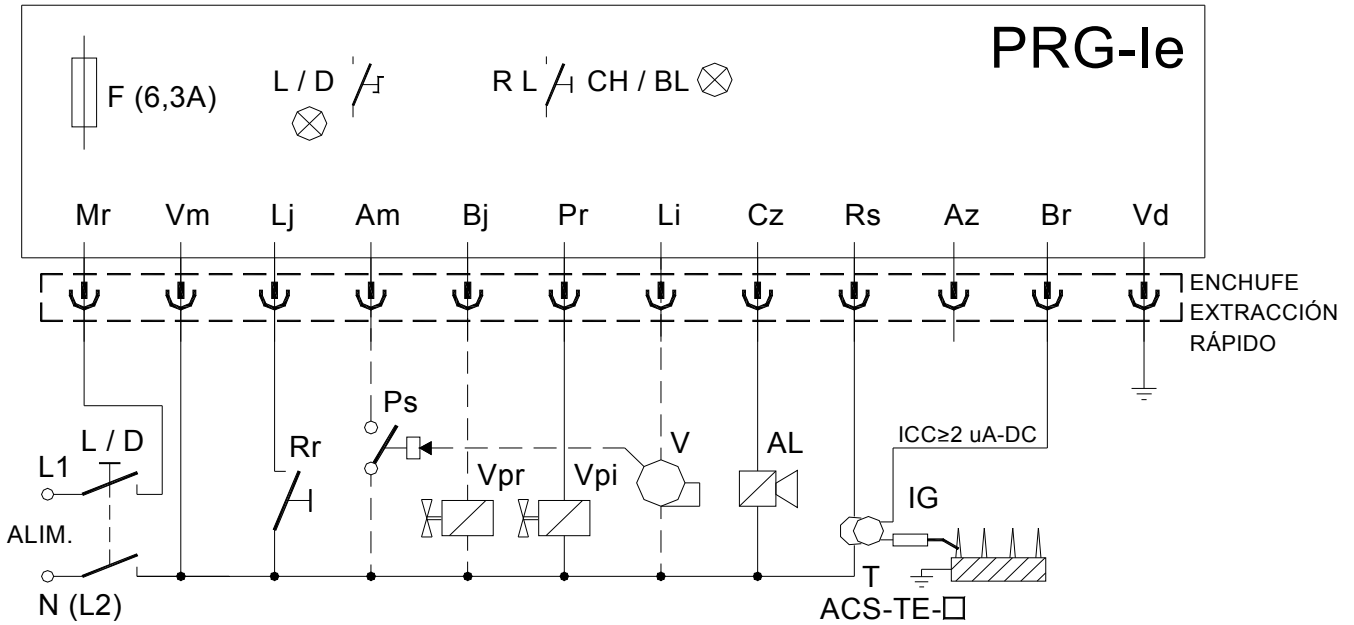 PRG-Ie
F (6,3A)
L / D
R L
CH / BL
Mr Vm Lj Am Bj Pr Li Cz Rs Az Br Vd
ENCHUFE
EXTRACCIÓN
RÁPIDO
L / D
L1
ALIM.
N (L2)
Rr
Ps
Vpr
Vpi
V
AL
ICC≥2 uA-DC
IG
T
ACS-TE-□